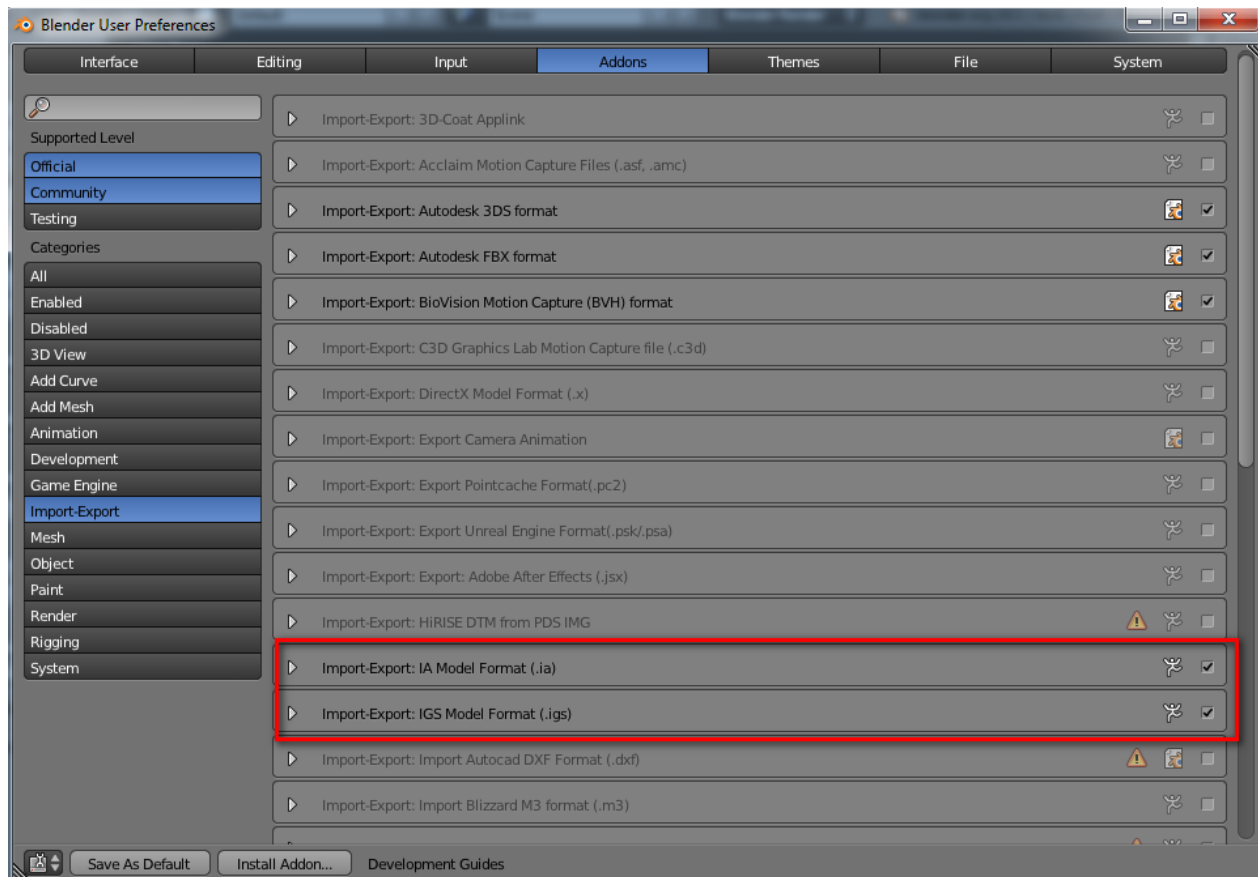 Blender User Preferences
Interface Editing Input Addons Themes File System
Supported Level
Official
Community
Testing
Categories
All
Enabled
Disabled
3D View
Add Curve
Add Mesh
Animation
Development
Game Engine
Import-Export
Mesh
Object
Paint
Render
Rigging
System
Import-Export: 3D-Coat Applink
Import-Export: Acclaim Motion Capture Files (.asf, .amc)
Import-Export: Autodesk 3DS format
Import-Export: Autodesk FBX format
Import-Export: BioVision Motion Capture (BVH) format
Import-Export: C3D Graphics Lab Motion Capture file (.c3d)
Import-Export: DirectX Model Format (.x)
Import-Export: Export Camera Animation
Import-Export: Export Pointcache Format(.pc2)
Import-Export: Export Unreal Engine Format(.psk/.psa)
Import-Export: Export: Adobe After Effects (.jsx)
Import-Export: HiRISE DTM from PDS IMG
Import-Export: IA Model Format (.ia)
Import-Export: IGS Model Format (.igs)
Import-Export: Import Autocad DXF Format (.dxf)
Import-Export: Import Blizzard M3 format (.m3)
Save As Default Install Addon... Development Guides